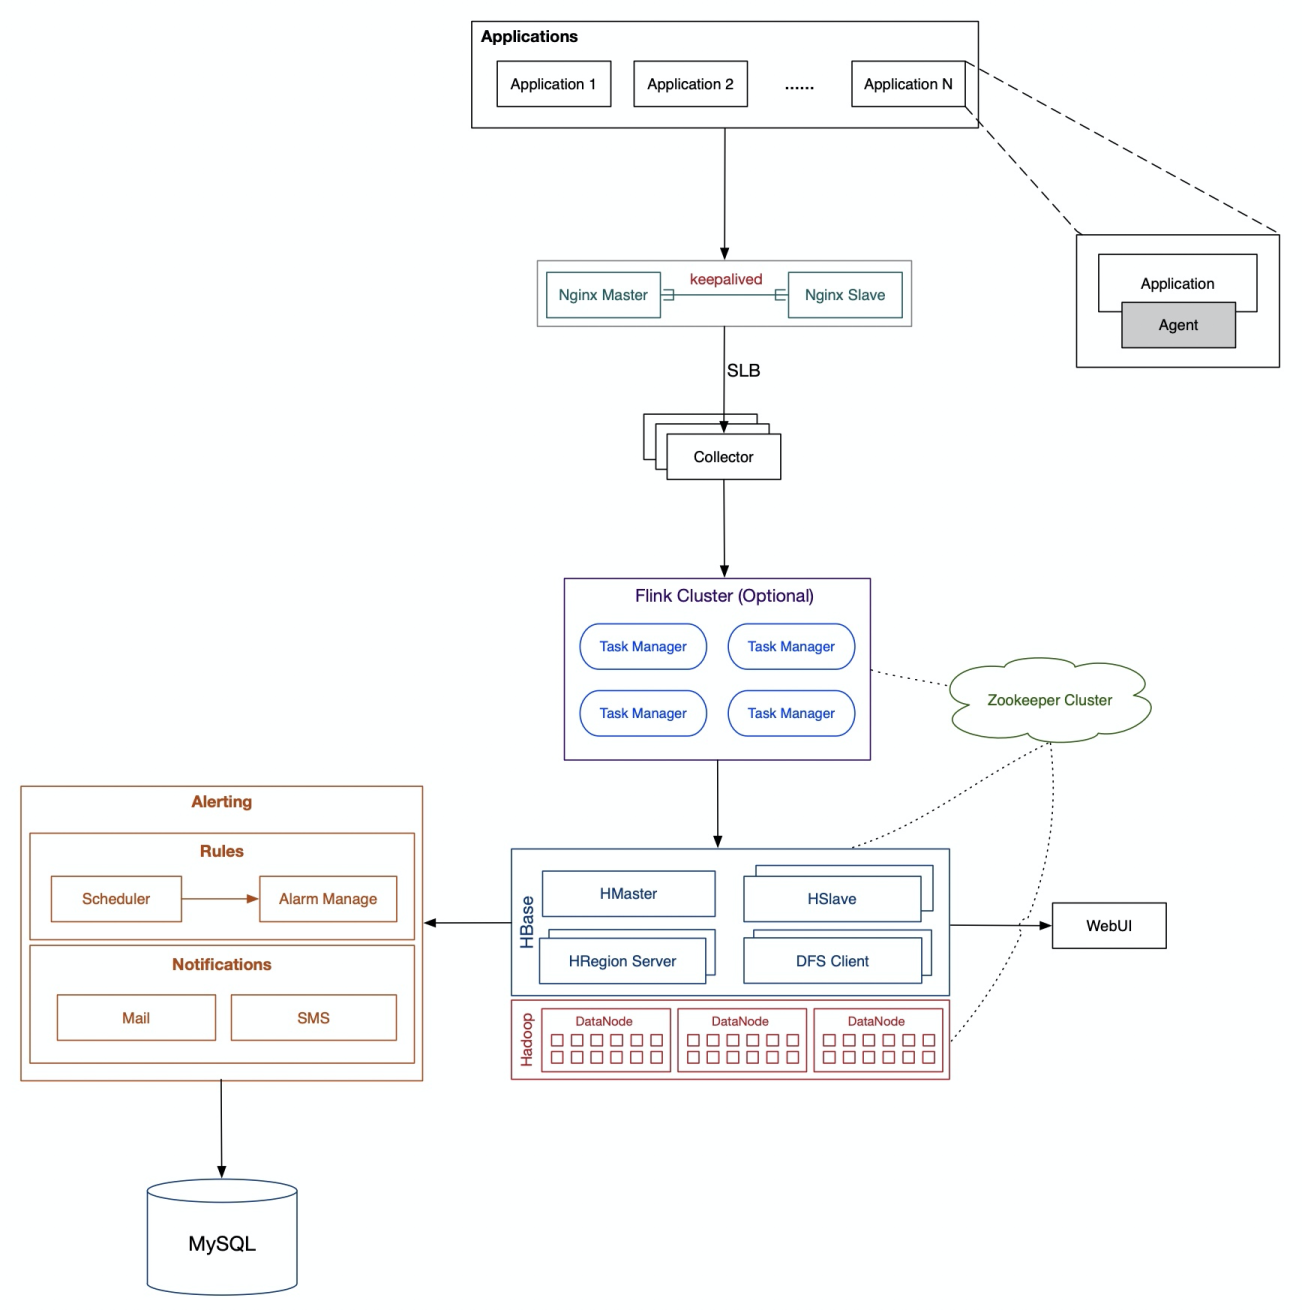 Applications
Application 1
Application 2
......
Application N
Application
Agent
keepalived
Nginx Master
Nginx Slave
SLB
Collector
Flink Cluster (Optional)
Task Manager
Task Manager
Task Manager
Task Manager
Zookeeper Cluster
Alerting
Rules
Scheduler
Alarm Manage
Notifications
Mail
SMS
HBase
HMaster
HSlave
HRegion Server
DFS Client
WebUI
Hadoop
DataNode
DataNode
DataNode
MySQL